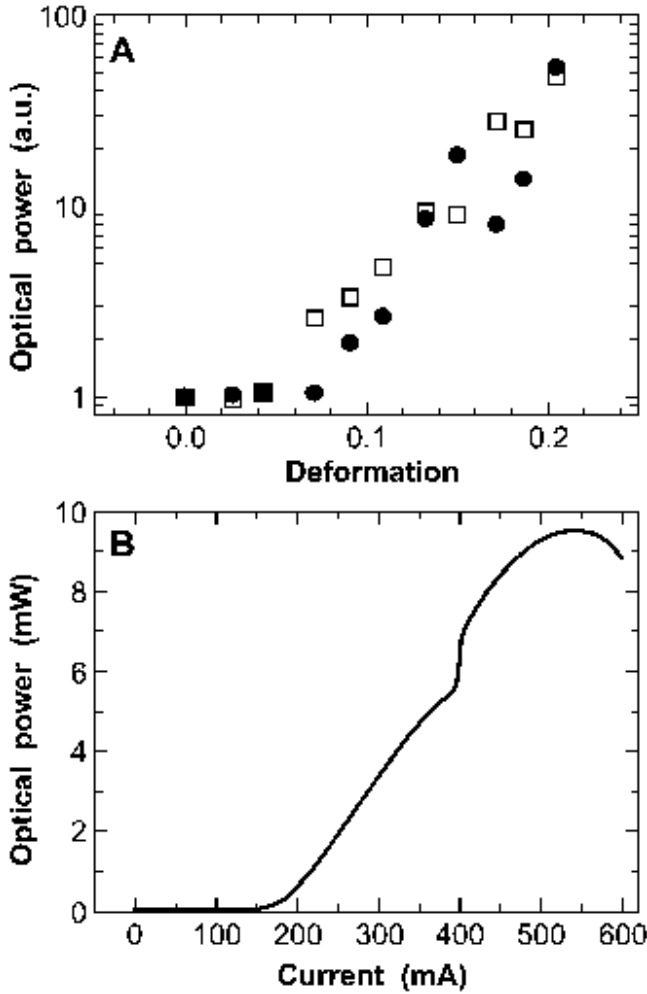 A
Optical power (a.u.)
100
10
1
0.0 0.1 0.2
Deformation
B
Optical power (mW)
10
8
6
4
2
0
0 100 200 300 400 500 600
Current (mA)